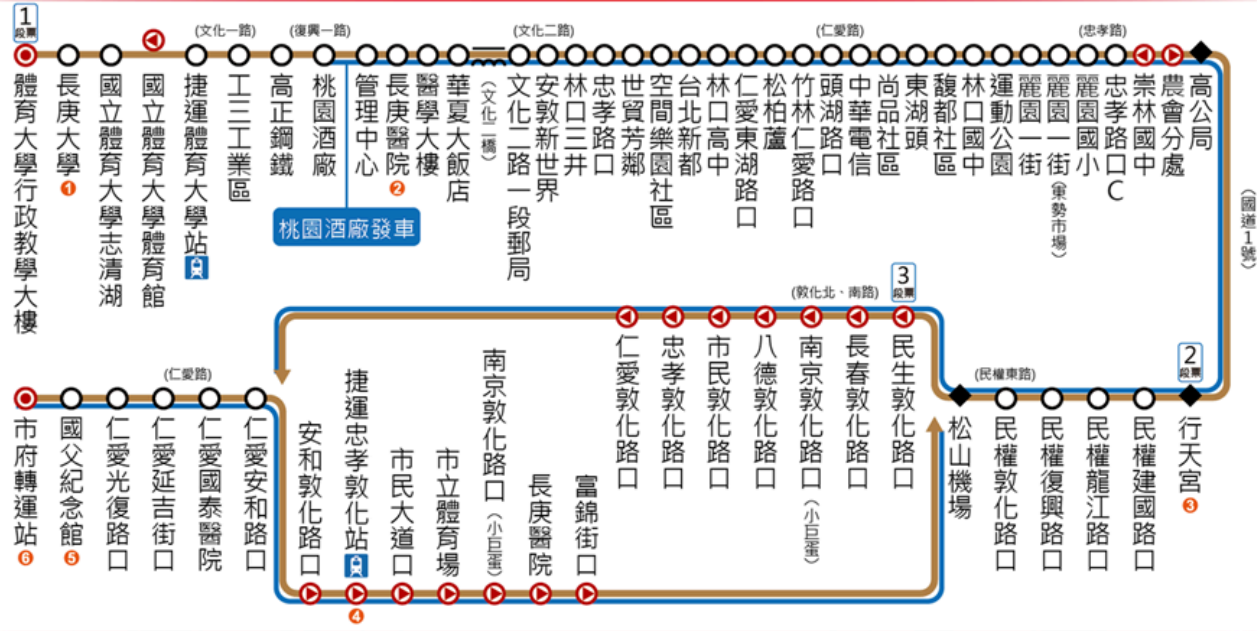 1
段票
(文化一路)
(復興一路)
(文化二路)
(仁愛路)
(忠孝路)
體育大學行政教學大樓
長庚大學
1
國立體育大學志清湖
國立體育大學體育館
捷運體育大學站
工三工業區
高正鋼鐵
桃園酒廠
管理中心
長庚醫院
2
醫學大樓
華夏大飯店
(文化二橋)
文化二路一段郵局
安敦新世界
林口三井
忠孝路口
世貿芳鄰
空間樂園社區
台北新都
林口高中
仁愛東湖路口
松柏蘆
竹林仁愛路口
頭湖路口
中華電信
尚品社區
東湖頭
馥都社區
林口國中
運動公園
麗園一街
麗園一街(東勢市場)
麗園國小
忠孝路口C
崇林國中
農會分處
高公局
桃園酒廠發車
(國道1號)
2
段票
行天宮
3
民權建國路口
民權龍江路口
民權復興路口
民權敦化路口
(民權東路)
松山機場
3
段票
(敦化北、南路)
民生敦化路口
長春敦化路口
南京敦化路口(小巨蛋)
八德敦化路口
市民敦化路口
忠孝敦化路口
仁愛敦化路口
(仁愛路)
仁愛安和路口
仁愛國泰醫院
仁愛延吉街口
仁愛光復路口
國父紀念館
5
市府轉運站
6
安和敦化路口
捷運忠孝敦化站
4
市民大道口
市立體育場
南京敦化路口(小巨蛋)
長庚醫院
富錦街口